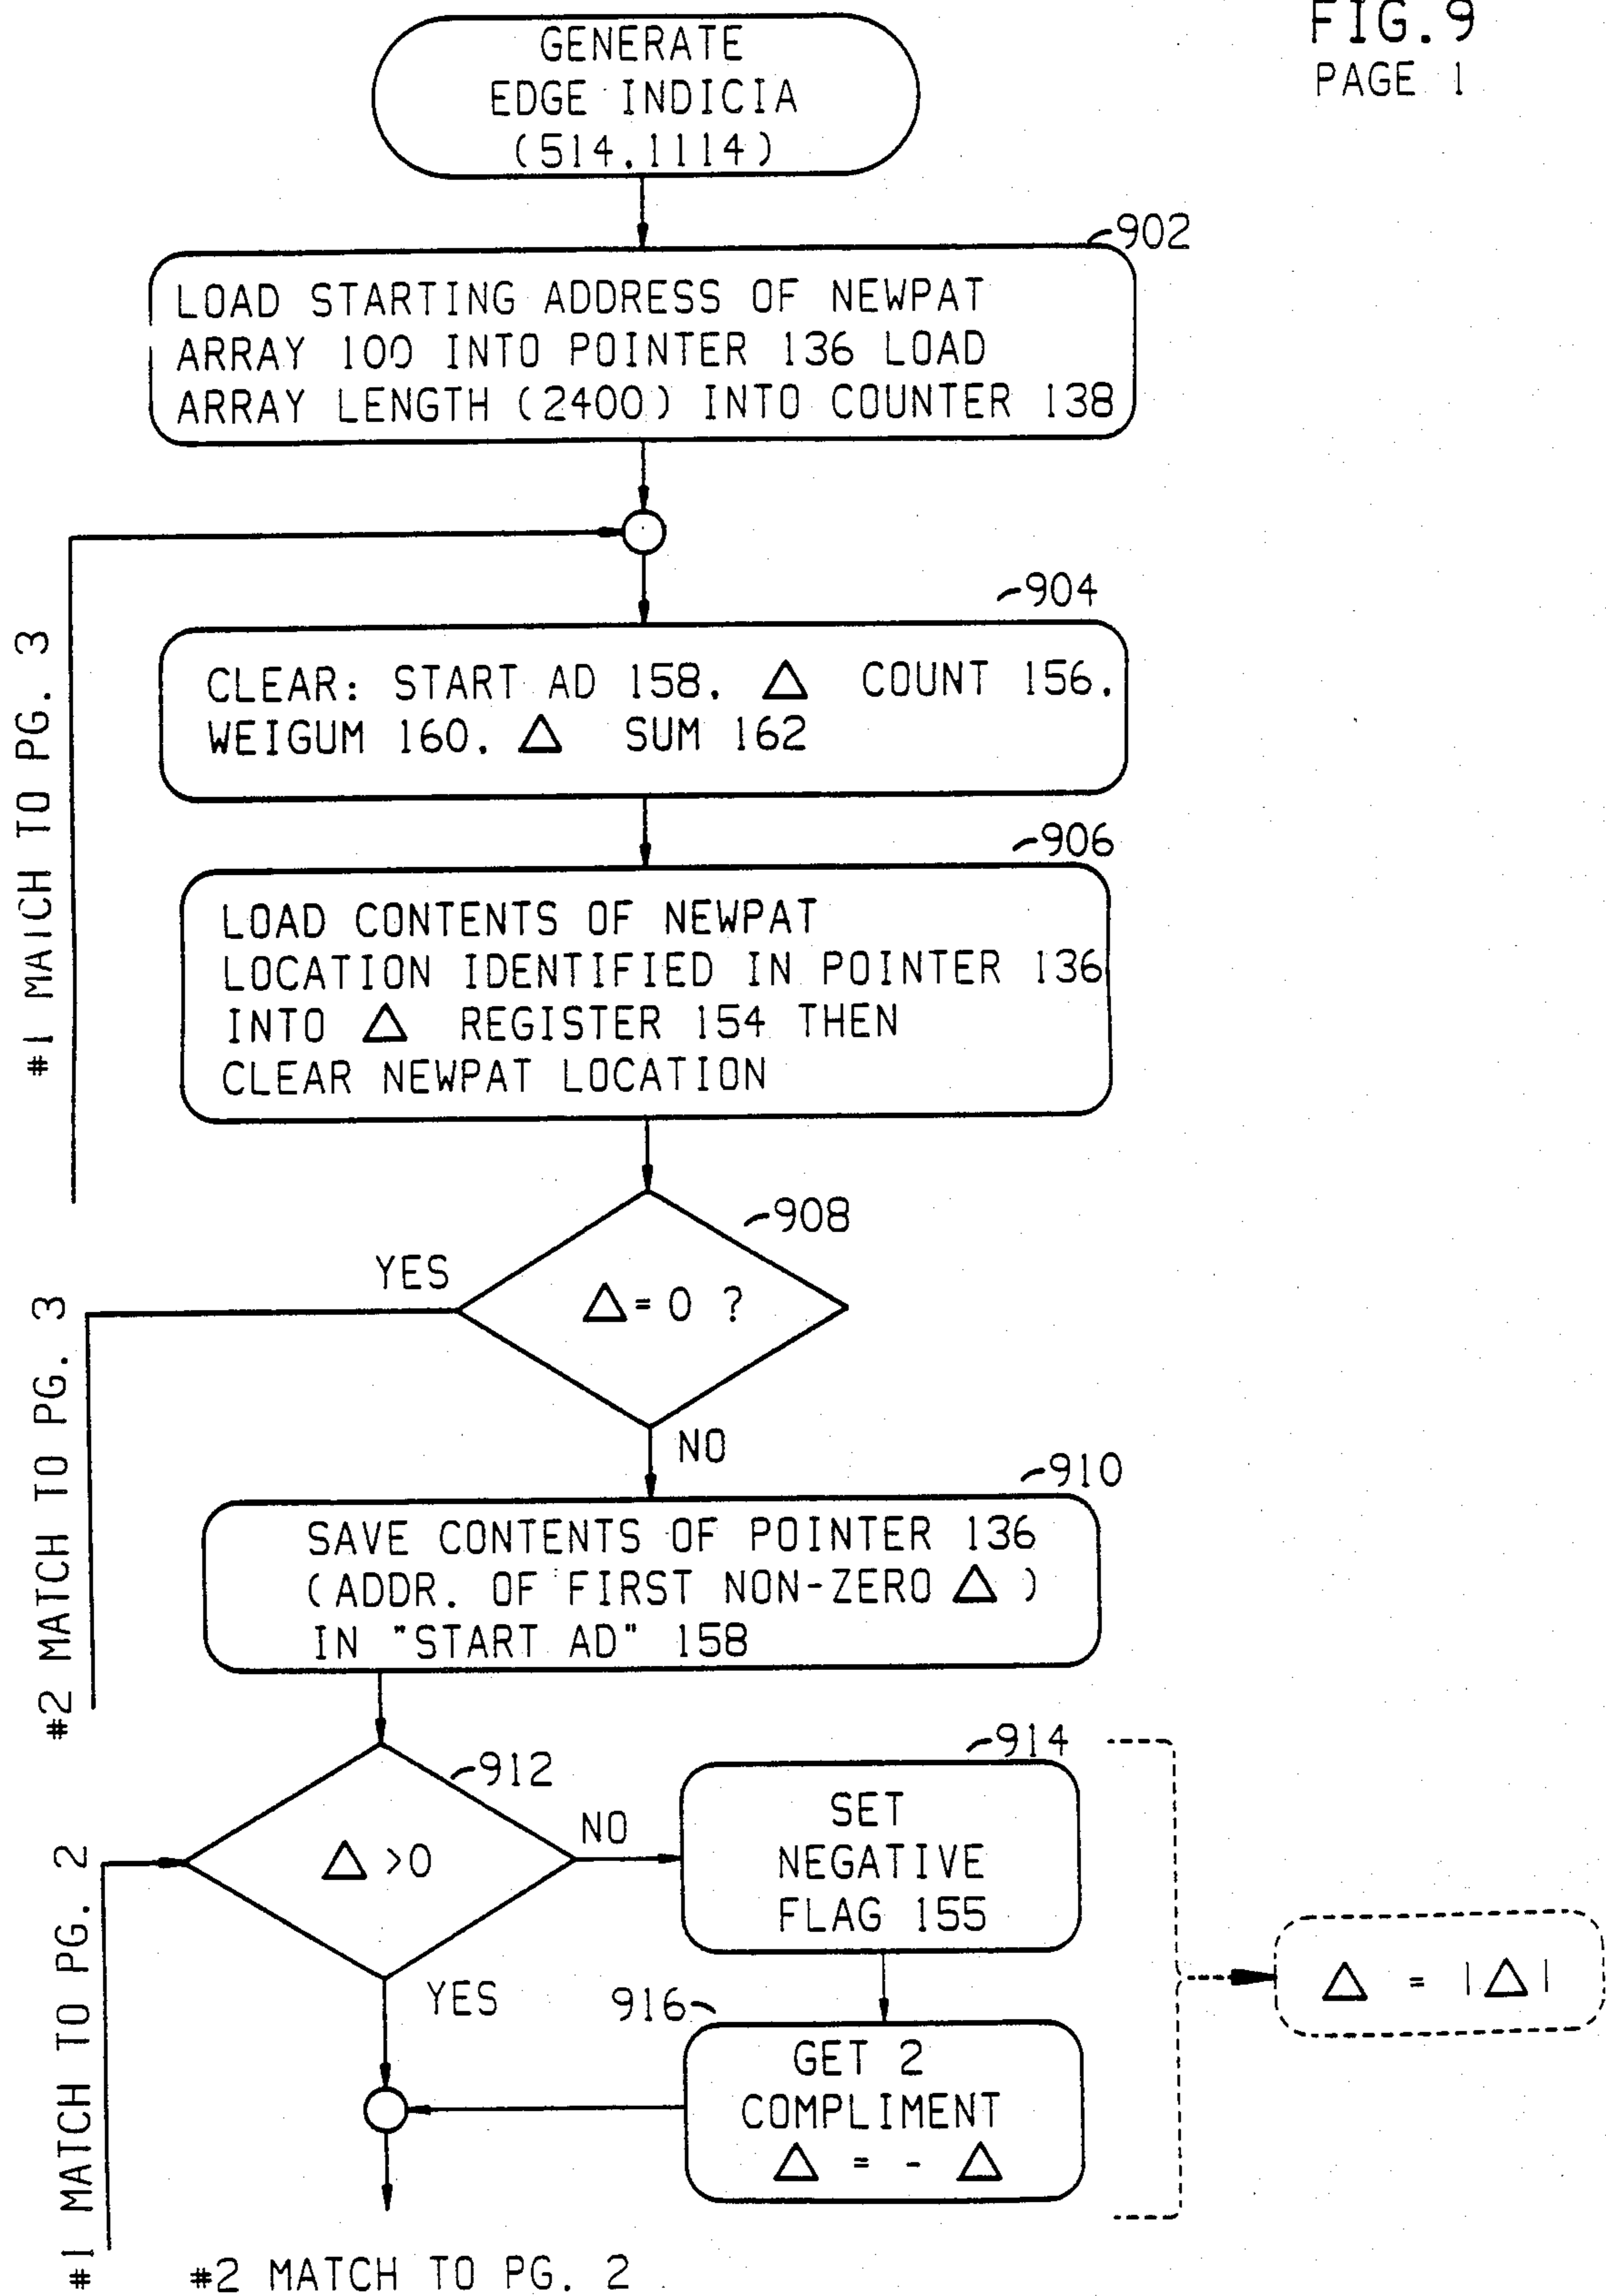 FIG.9
PAGE 1
GENERATE
EDGE INDICIA
(514.1114)
902
LOAD STARTING ADDRESS OF NEWPAT
ARRAY 100 INTO POINTER 136 LOAD
ARRAY LENGTH (2400) INTO COUNTER 138
904
CLEAR: START AD 158. △ COUNT 156.
WEIGUM 160. △ SUM 162
#1 MATCH TO PG. 3
906
LOAD CONTENTS OF NEWPAT
LOCATION IDENTIFIED IN POINTER 136
INTO △ REGISTER 154 THEN
CLEAR NEWPAT LOCATION
908
YES
△= 0 ?
NO
#2 MATCH TO PG. 3
910
SAVE CONTENTS OF POINTER 136
(ADDR. OF FIRST NON-ZERO △ )
IN "START AD" 158
912
△ >0
NO
YES
914
SET
NEGATIVE
FLAG 155
916
GET 2
COMPLIMENT
△ = - △
△ = |△|
#1 MATCH TO PG. 2
#2 MATCH TO PG. 2